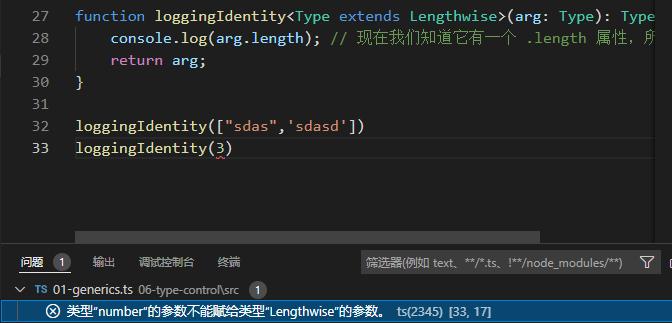 27 function loggingIdentity<Type extends Lengthwise>(arg: Type): Type
28 console.log(arg.length); // 现在我们知道它有一个 .length 属性，所
29 return arg;
30 }
31
32 loggingIdentity(["sdas",'sdasd'])
33 loggingIdentity(3)
问题 1 输出 调试控制台 终端 筛选器(例如 text、**/*.ts、!**/node_modules/**)
TS 01-generics.ts 06-type-control\src 1
类型"number"的参数不能赋给类型"Lengthwise"的参数。 ts(2345) [33, 17]